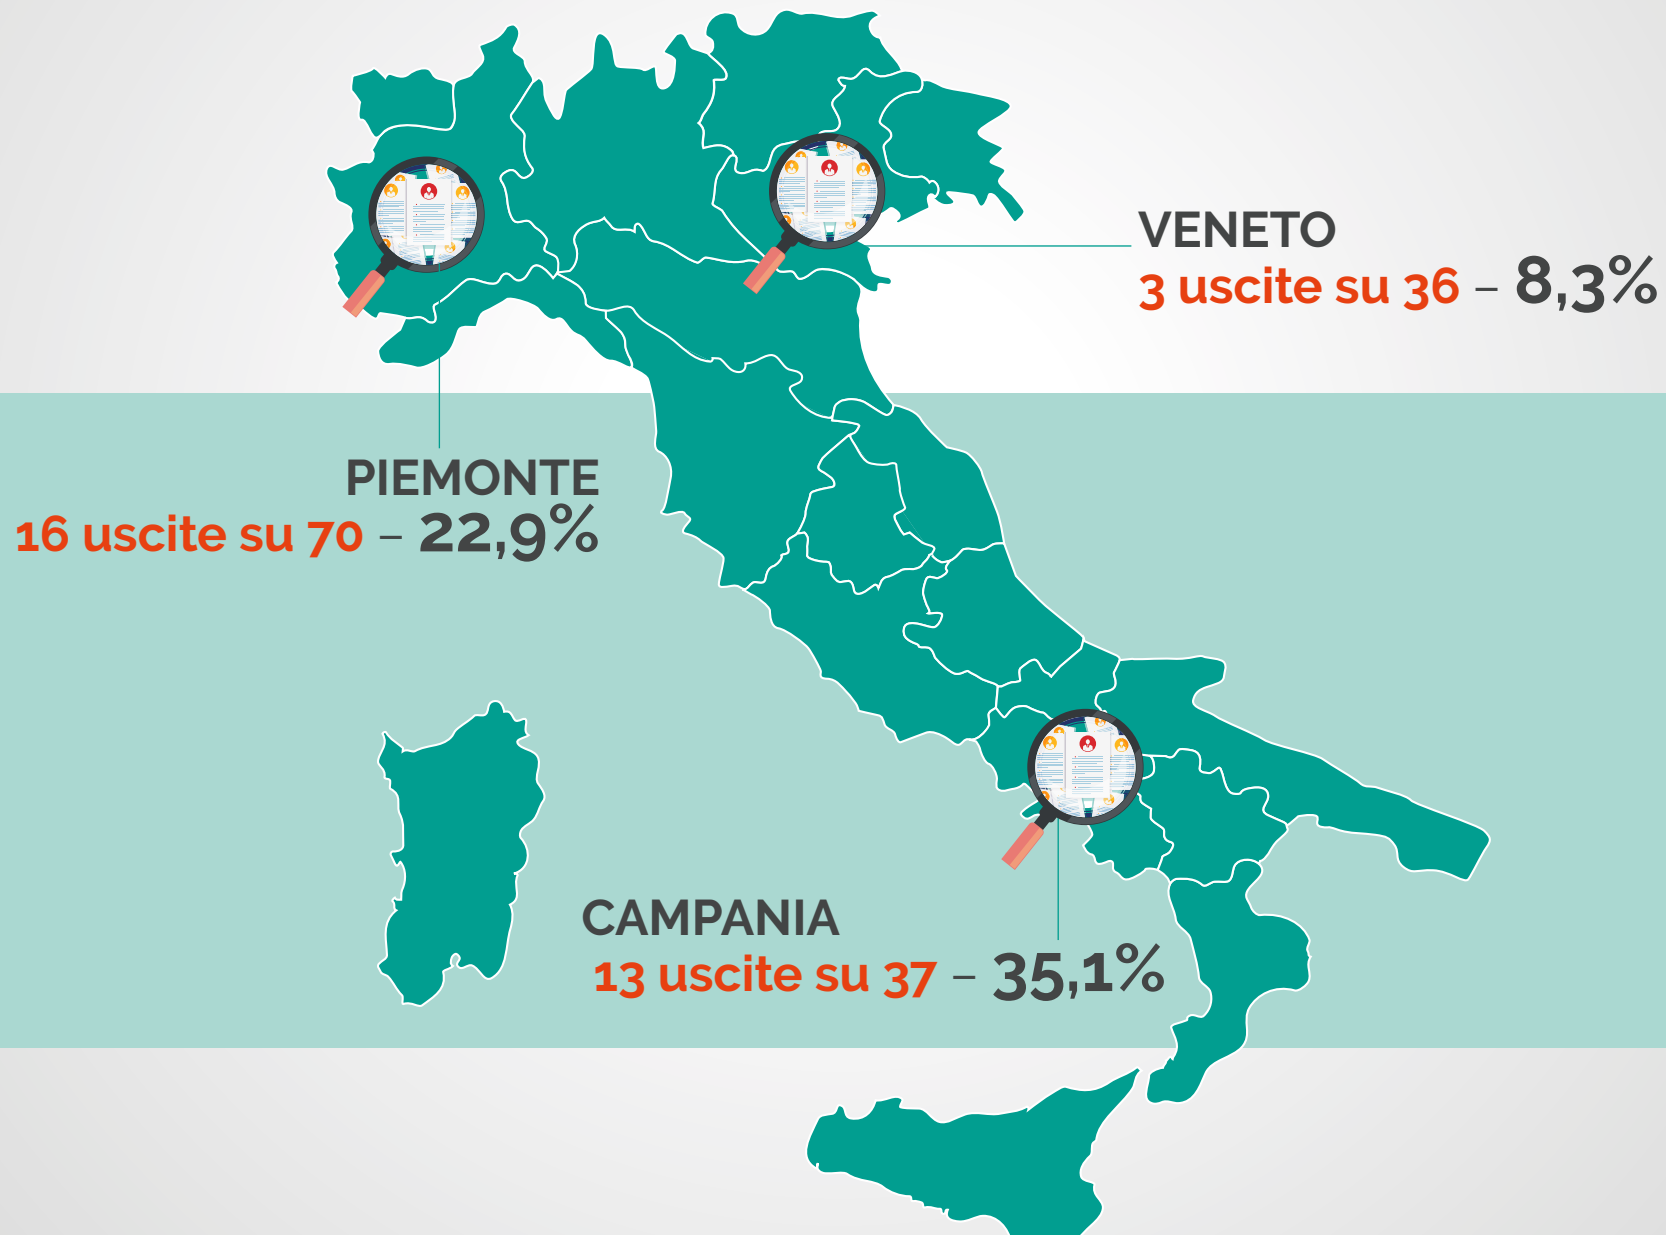 VENETO
3 uscite su 36 – 8,3%
PIEMONTE
16 uscite su 70 – 22,9%
CAMPANIA
13 uscite su 37 – 35,1%